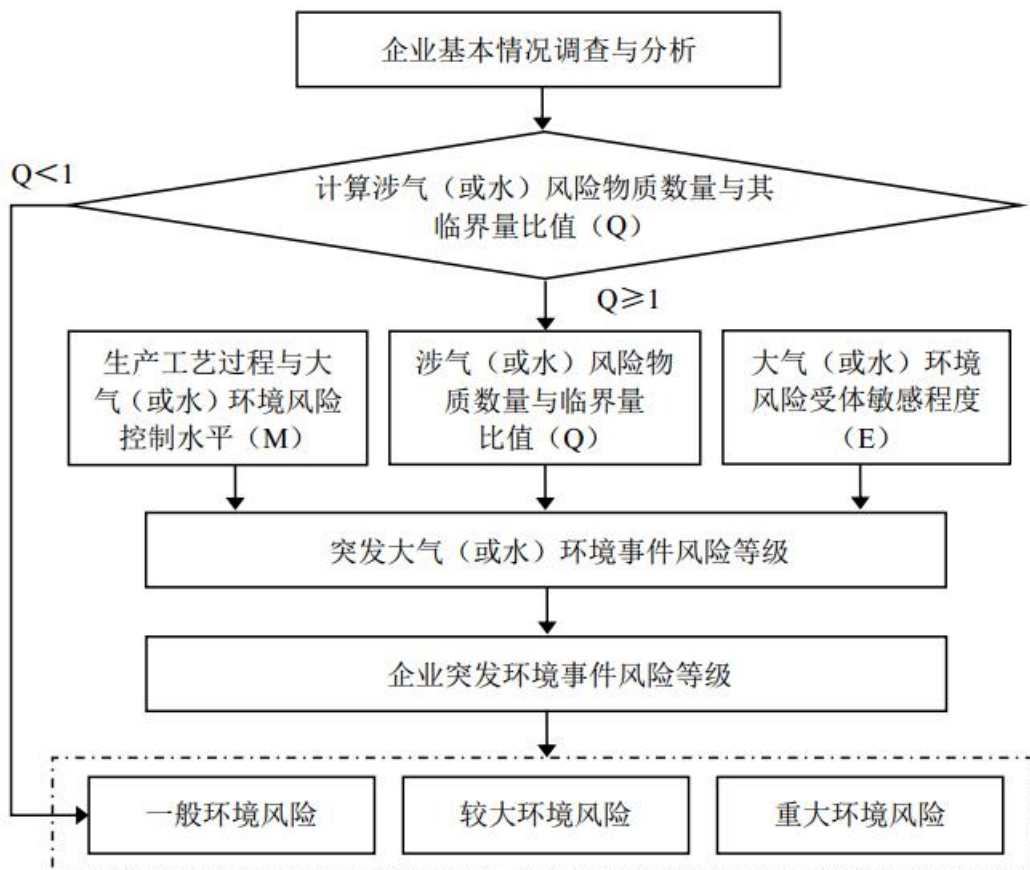 企业基本情况调查与分析
Q＜1
计算涉气（或水）风险物质数量与其
临界量比值（Q）
Q≥1
生产工艺过程与大
气（或水）环境风险
控制水平（M）
涉气（或水）风险物
质数量与临界量
比值（Q）
大气（或水）环境
风险受体敏感程度
（E）
突发大气（或水）环境事件风险等级
企业突发环境事件风险等级
一般环境风险
较大环境风险
重大环境风险